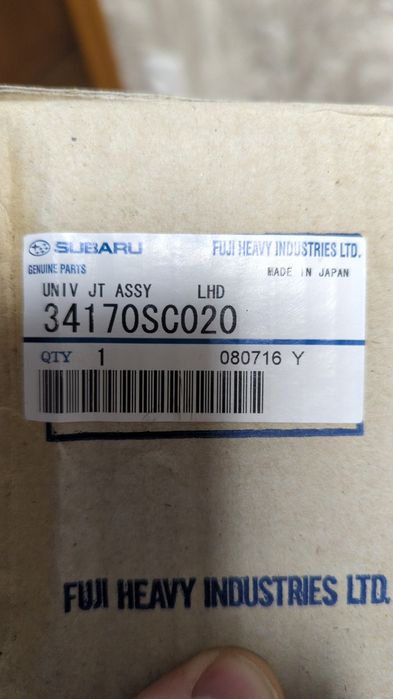 SUBARU FUJI HEAVY INDUSTRIES LTD.
GENUINE PARTS MADE IN JAPAN
UNIV JT ASSY LHD
34170SC020
QTY 1 080716 Y
FUJI HEAVY INDUSTRIES LTD.